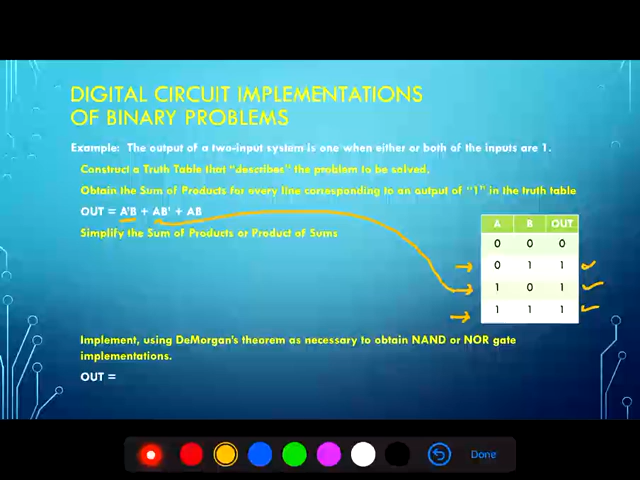 DIGITAL CIRCUIT IMPLEMENTATIONS
OF BINARY PROBLEMS
Example: The output of a two-input system is one when either or both of the inputs are 1.
Construct a Truth Table that "describes" the problem to be solved.
Obtain the Sum of Products for every line corresponding to an output of "1" in the truth table
OUT = A'B + AB' + AB
Simplify the Sum of Products or Product of Sums
A B OUT
0 0 0
0 1 1
1 0 1
1 1 1
Implement, using DeMorgan's theorem as necessary to obtain NAND or NOR gate
implementations.
OUT =
Done